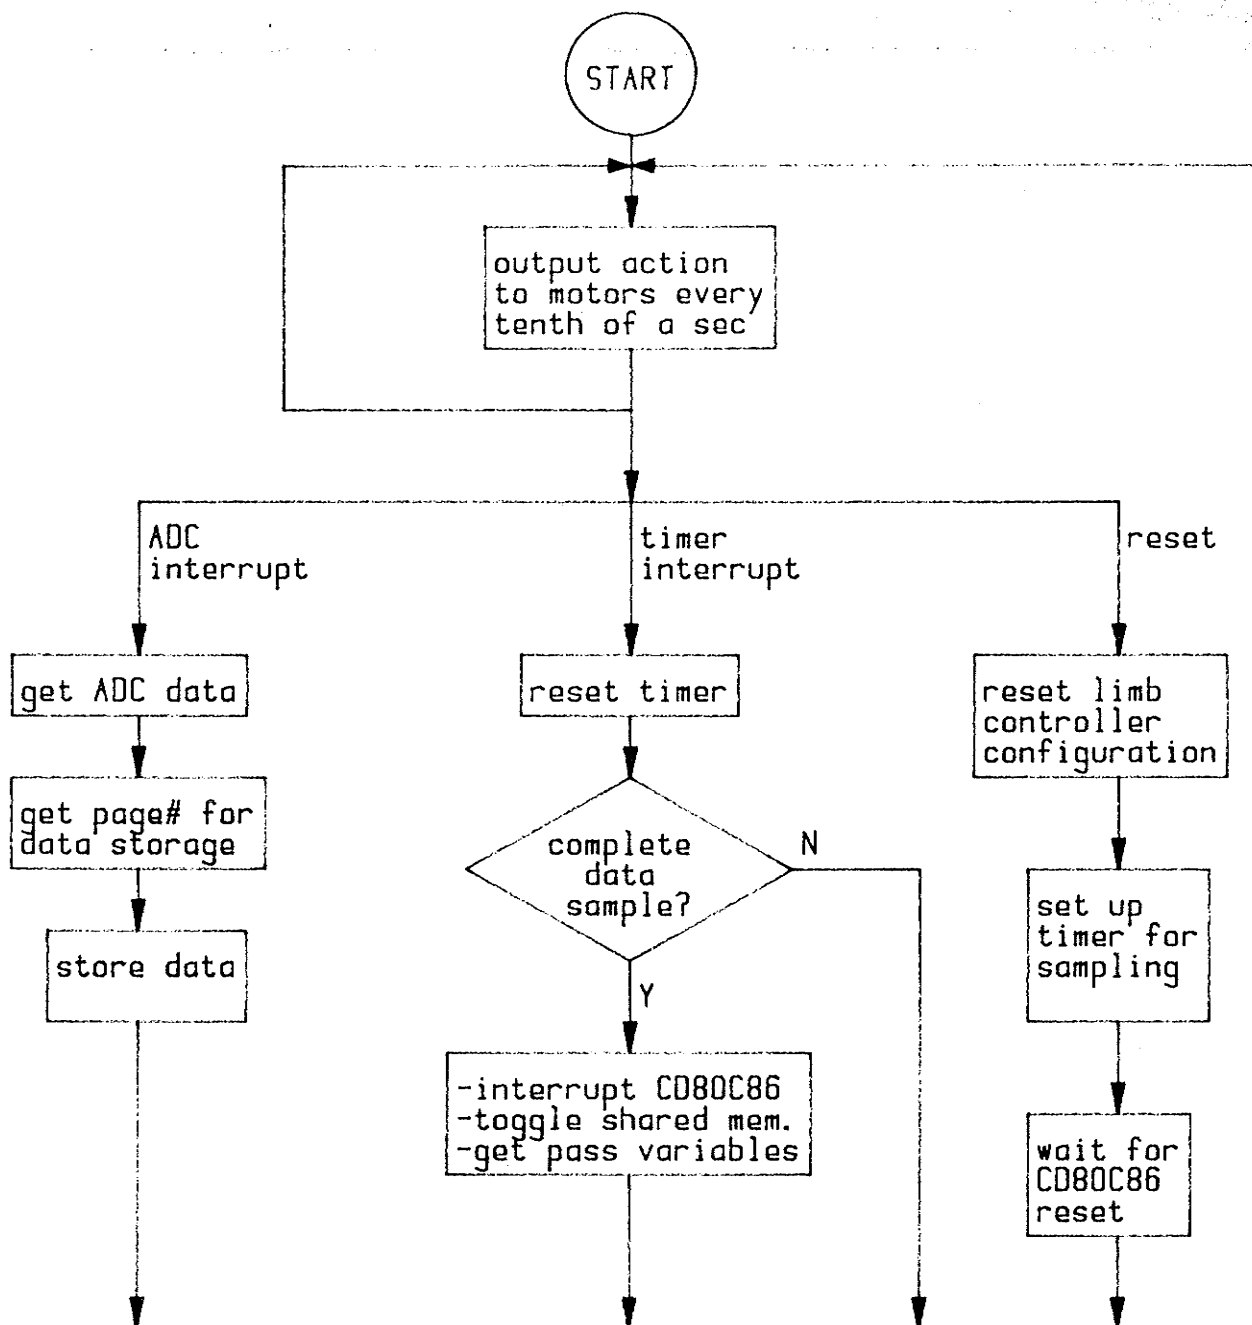 START
output action
to motors every
tenth of a sec
ADC
interrupt
timer
interrupt
reset
get ADC data
reset timer
reset limb
controller
configuration
get page# for
data storage
complete
data
sample?
N
set up
timer for
sampling
store data
Y
-interrupt CD80C86
-toggle shared mem.
-get pass variables
wait for
CD80C86
reset